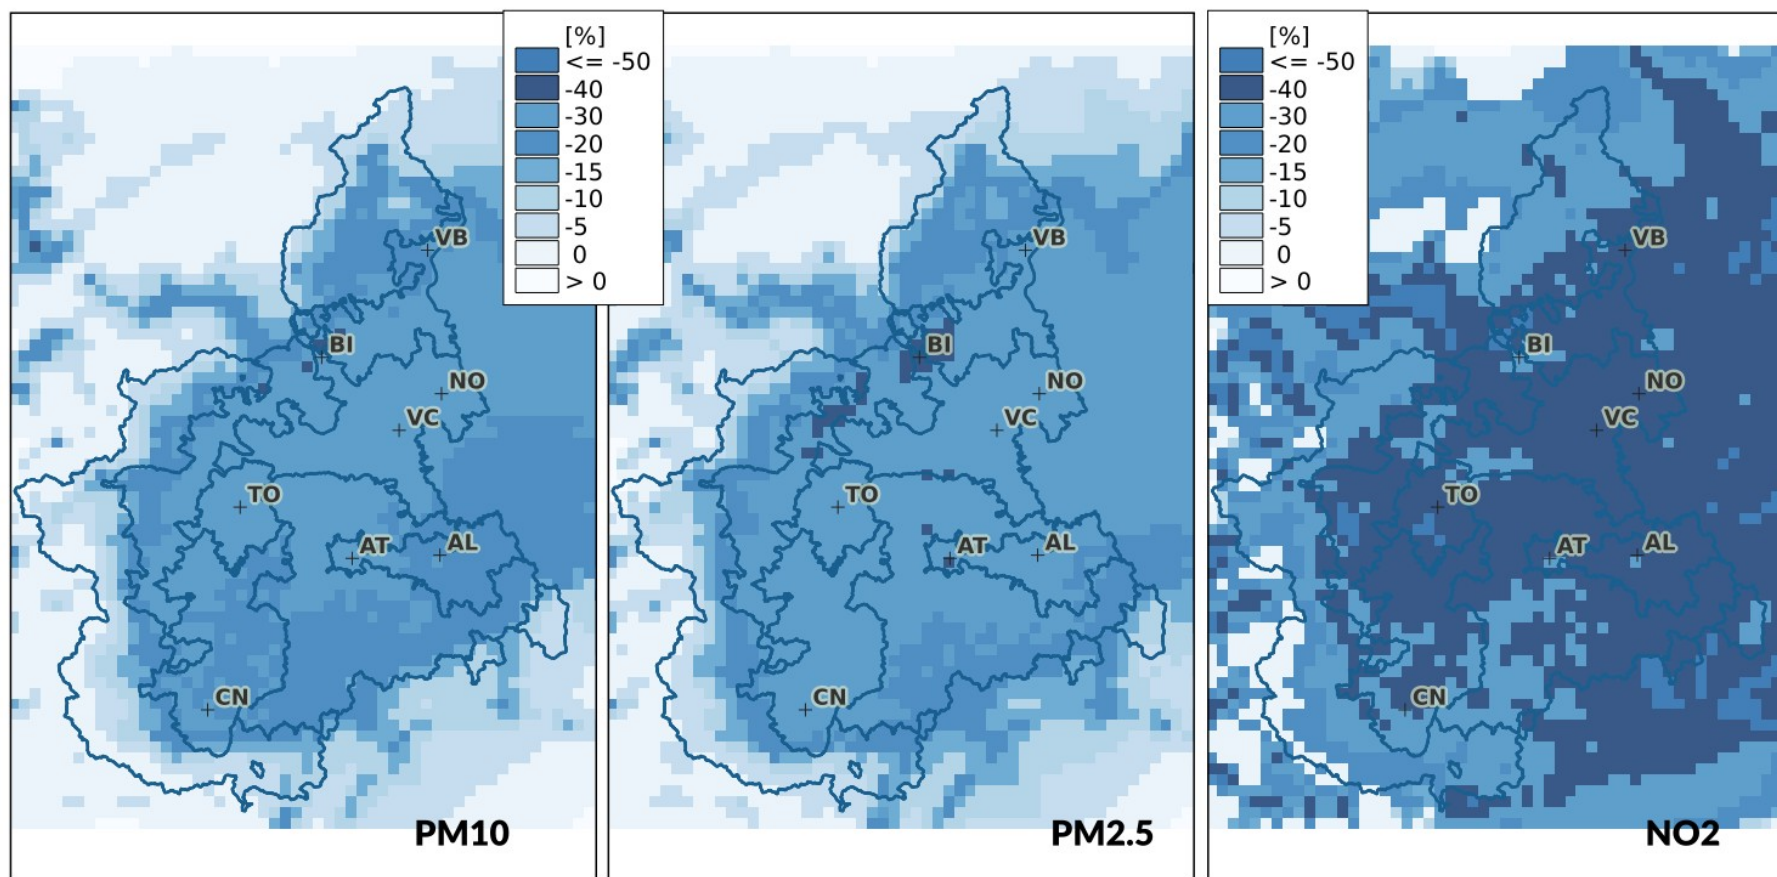 [%]
<= -50
-40
-30
-20
-15
-10
-5
0
> 0
VB
BI
NO
VC
TO
AT
AL
CN
PM10
[%]
<= -50
-40
-30
-20
-15
-10
-5
0
> 0
VB
BI
NO
VC
TO
AT
AL
CN
PM2.5
[%]
<= -50
-40
-30
-20
-15
-10
-5
0
> 0
VB
BI
NO
VC
TO
AT
AL
CN
NO2